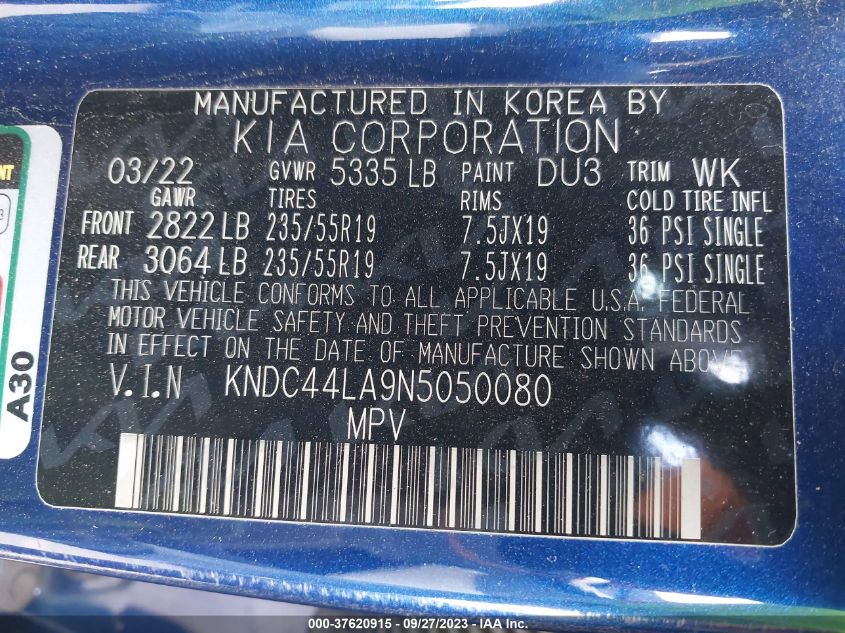 MANUFACTURED IN KOREA BY
KIA CORPORATION
03/22 GVWR 5335 LB PAINT DU3 TRIM WK
GAWR TIRES RIMS COLD TIRE INFL
FRONT 2822 LB 235/55R19 7.5JX19 36 PSI SINGLE
REAR 3064 LB 235/55R19 7.5JX19 36 PSI SINGLE
THIS VEHICLE CONFORMS TO ALL APPLICABLE U.S.A. FEDERAL
MOTOR VEHICLE SAFETY AND THEFT PREVENTION STANDARDS
IN EFFECT ON THE DATE OF MANUFACTURE SHOWN ABOVE.
V.I.N KNDC44LA9N5050080
MPV
A30
000-37620915 - 09/27/2023 - IAA Inc.